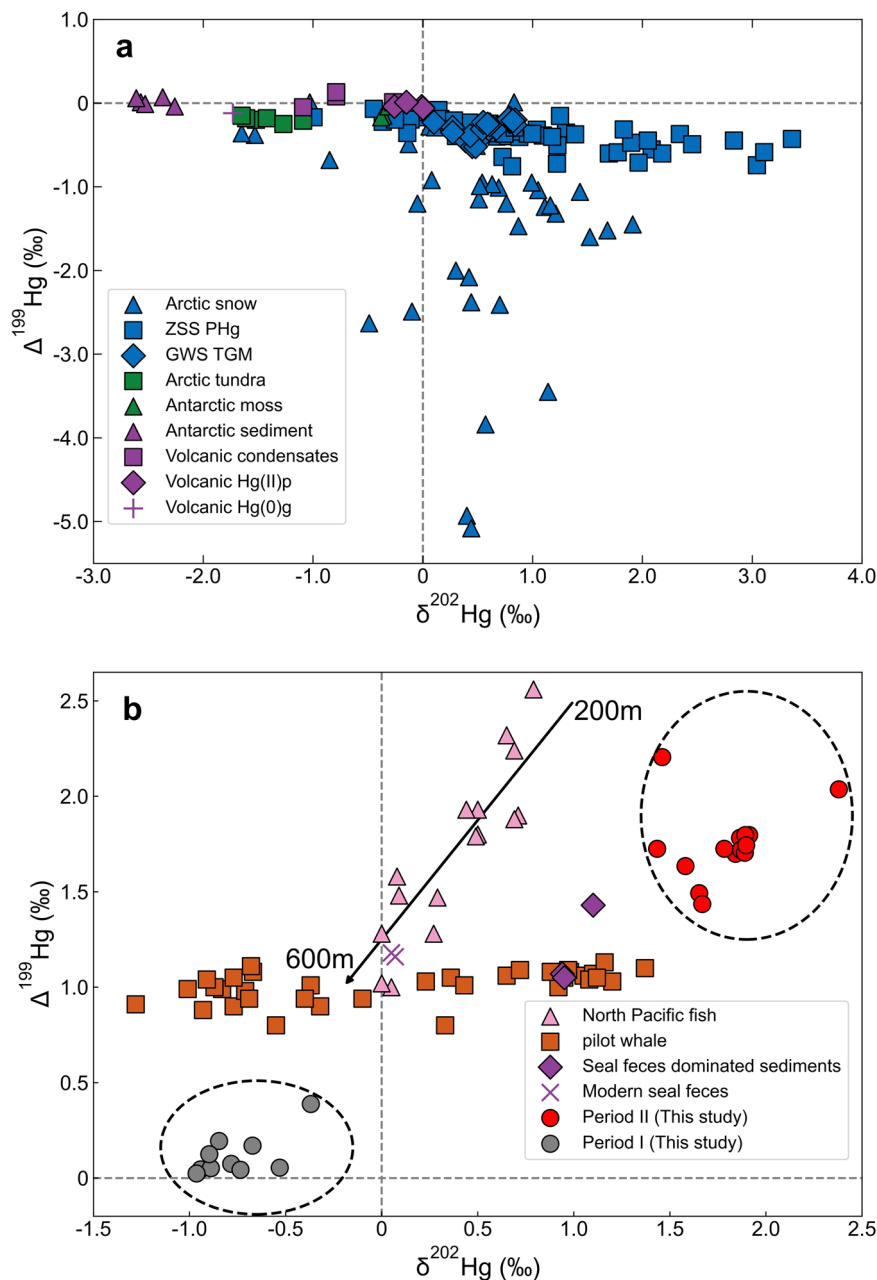 a
1.0
0
-1.0
-2.0
-3.0
-4.0
-5.0
Δ¹⁹⁹Hg (‰)
Arctic snow
ZSS PHg
GWS TGM
Arctic tundra
Antarctic moss
Antarctic sediment
Volcanic condensates
Volcanic Hg(II)p
Volcanic Hg(0)g
-3.0 -2.0 -1.0 0 1.0 2.0 3.0 4.0
δ²⁰²Hg (‰)
b
2.5
2.0
1.5
1.0
0.5
0
Δ¹⁹⁹Hg (‰)
200m
600m
North Pacific fish
pilot whale
Seal feces dominated sediments
Modern seal feces
Period II (This study)
Period I (This study)
-1.5 -1.0 -0.5 0 0.5 1.0 1.5 2.0 2.5
δ²⁰²Hg (‰)